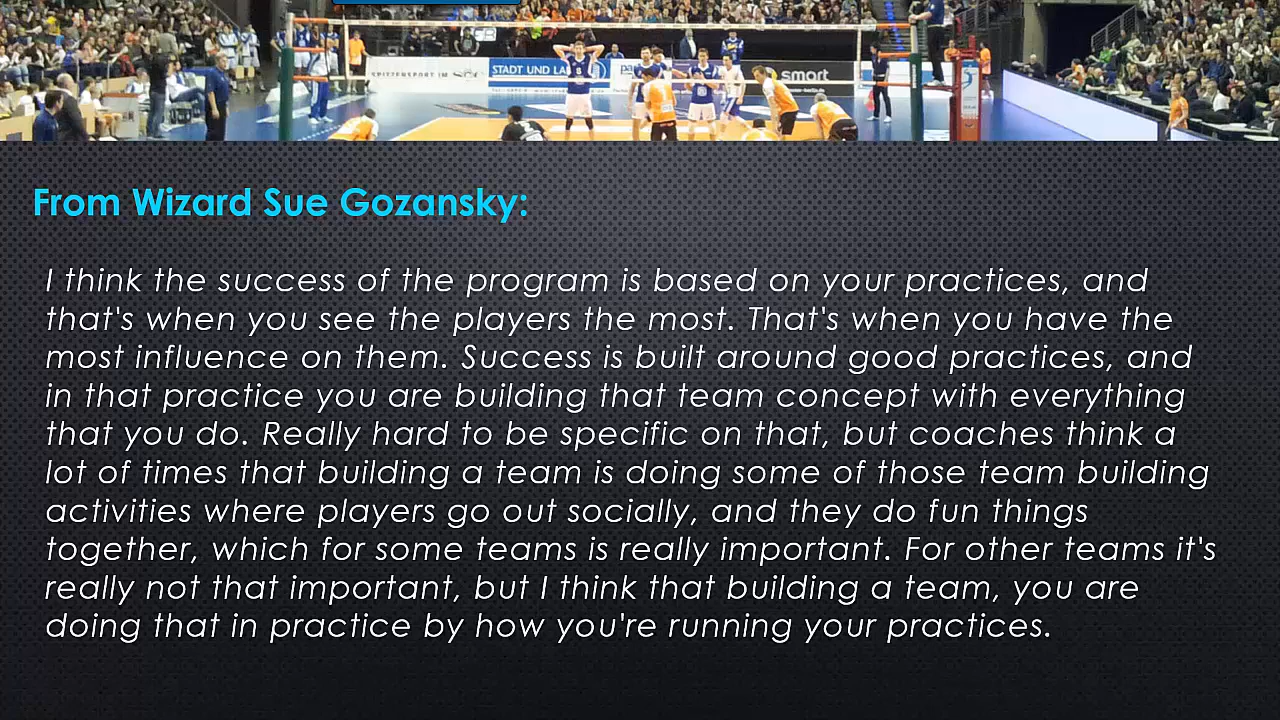 SPITZENSPORT IM
STADT UND LA
smart
From Wizard Sue Gozansky:
I think the success of the program is based on your practices, and
that's when you see the players the most. That's when you have the
most influence on them. Success is built around good practices, and
in that practice you are building that team concept with everything
that you do. Really hard to be specific on that, but coaches think a
lot of times that building a team is doing some of those team building
activities where players go out socially, and they do fun things
together, which for some teams is really important. For other teams it's
really not that important, but I think that building a team, you are
doing that in practice by how you're running your practices.